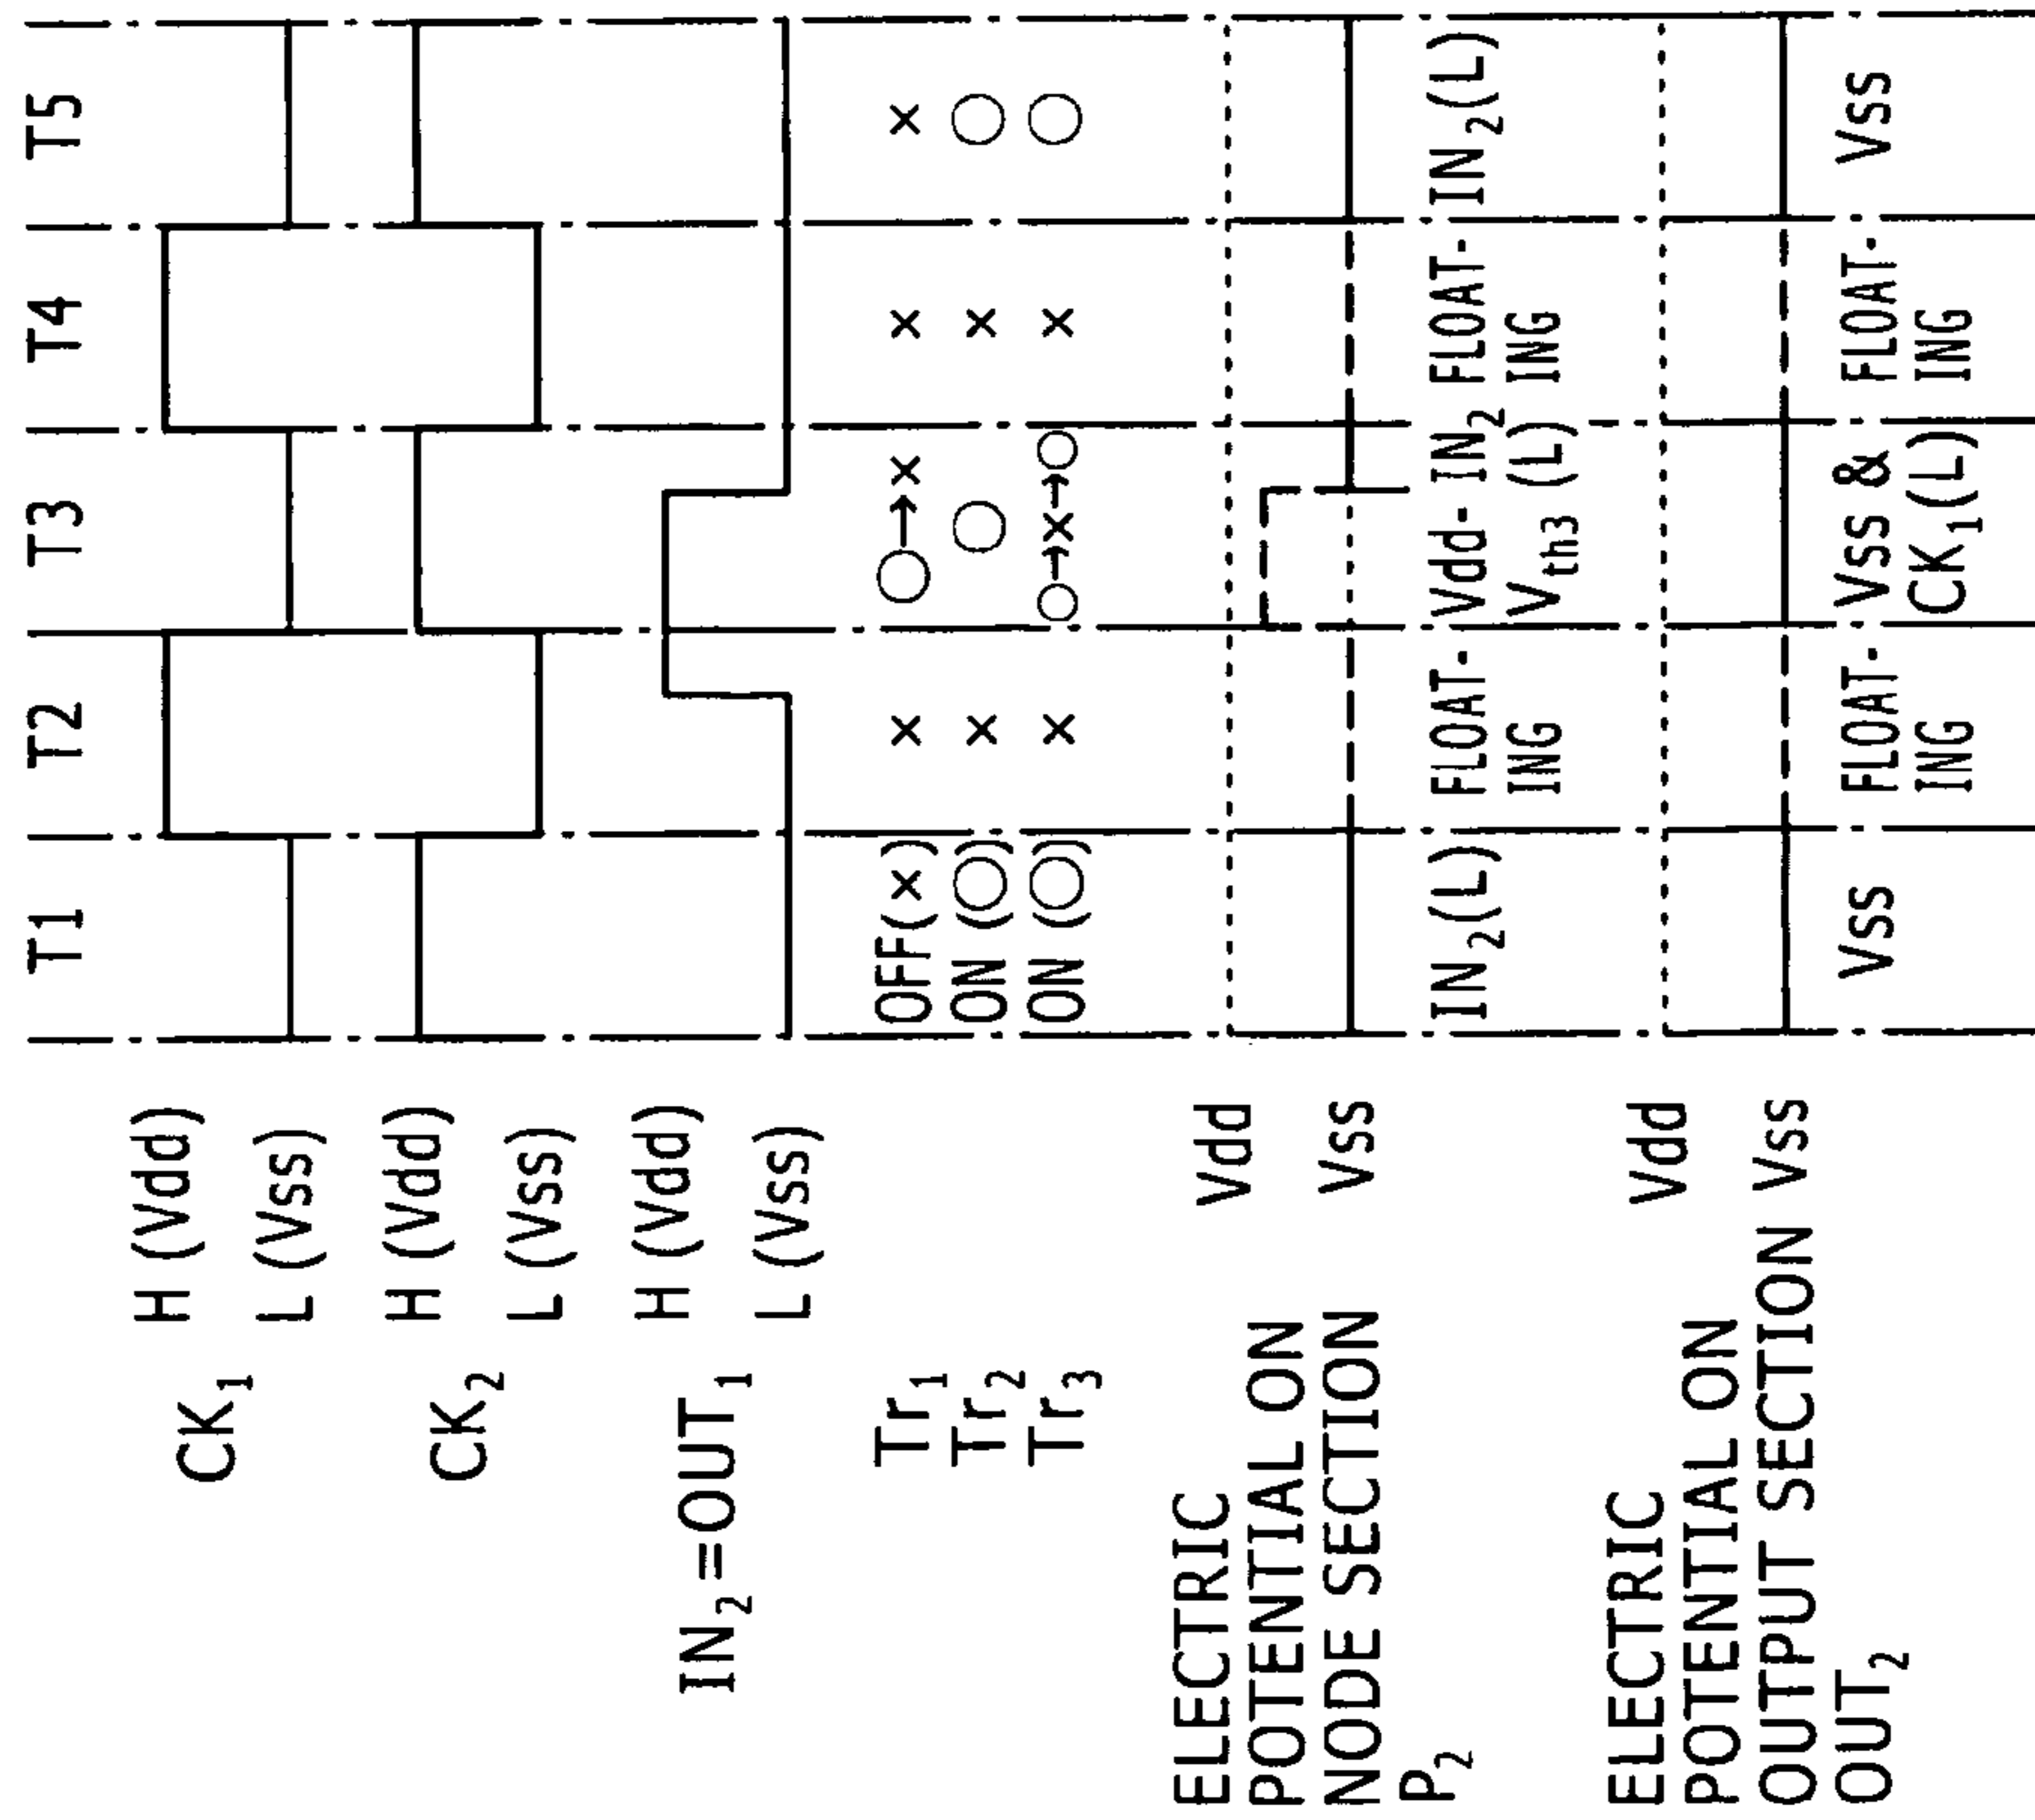 T1 T2 T3 T4 T5
CK1
H (Vdd)
L (Vss)
CK2
H (Vdd)
L (Vss)
IN2=OUT1
H (Vdd)
L (Vss)
Tr1 OFF(×) × ○→× × ×
Tr2 ON (○) × ○ × ○
Tr3 ON (○) × ○→×→○ × ○
ELECTRIC
POTENTIAL ON
NODE SECTION
P2
Vdd
Vss
IN2(L) FLOAT- Vdd- IN2 FLOAT- IN2(L)
ING Vth3 (L) ING
ELECTRIC
POTENTIAL ON
OUTPUT SECTION
OUT2
Vdd
Vss
Vss FLOAT- Vss & FLOAT- Vss
ING CK1(L) ING